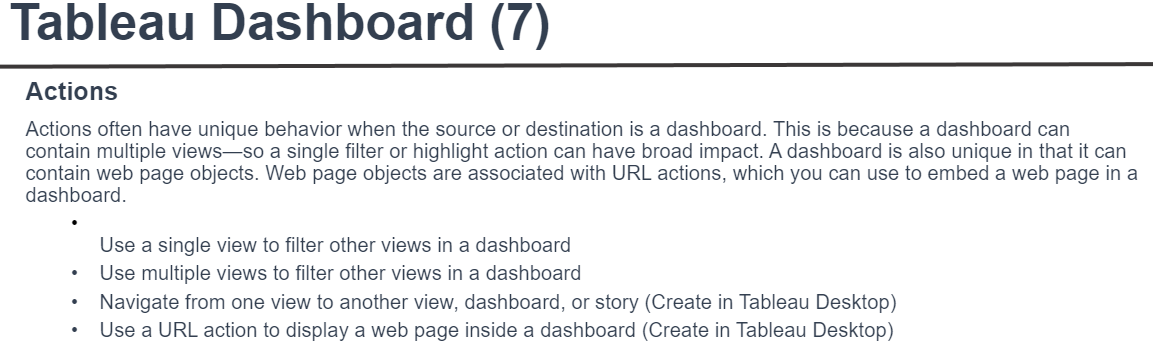 Tableau Dashboard (7)
Actions
Actions often have unique behavior when the source or destination is a dashboard. This is because a dashboard can
contain multiple views—so a single filter or highlight action can have broad impact. A dashboard is also unique in that it can
contain web page objects. Web page objects are associated with URL actions, which you can use to embed a web page in a
dashboard.
•
Use a single view to filter other views in a dashboard
• Use multiple views to filter other views in a dashboard
• Navigate from one view to another view, dashboard, or story (Create in Tableau Desktop)
• Use a URL action to display a web page inside a dashboard (Create in Tableau Desktop)